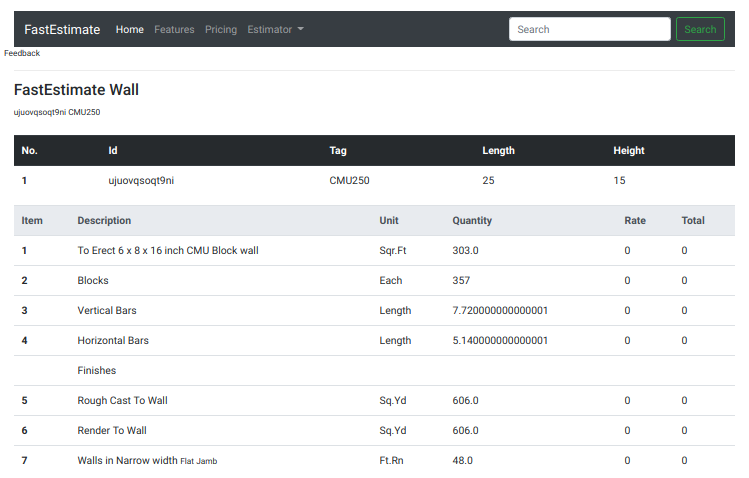 FastEstimate Home Features Pricing Estimator Search Search
Feedback
FastEstimate Wall
ujuovqsoqt9ni CMU250
No. Id Tag Length Height
1 ujuovqsoqt9ni CMU250 25 15
Item Description Unit Quantity Rate Total
1 To Erect 6 x 8 x 16 inch CMU Block wall Sqr.Ft 303.0 0 0
2 Blocks Each 357 0 0
3 Vertical Bars Length 7.720000000000001 0 0
4 Horizontal Bars Length 5.140000000000001 0 0
Finishes
5 Rough Cast To Wall Sq.Yd 606.0 0 0
6 Render To Wall Sq.Yd 606.0 0 0
7 Walls in Narrow width Flat Jamb Ft.Rn 48.0 0 0